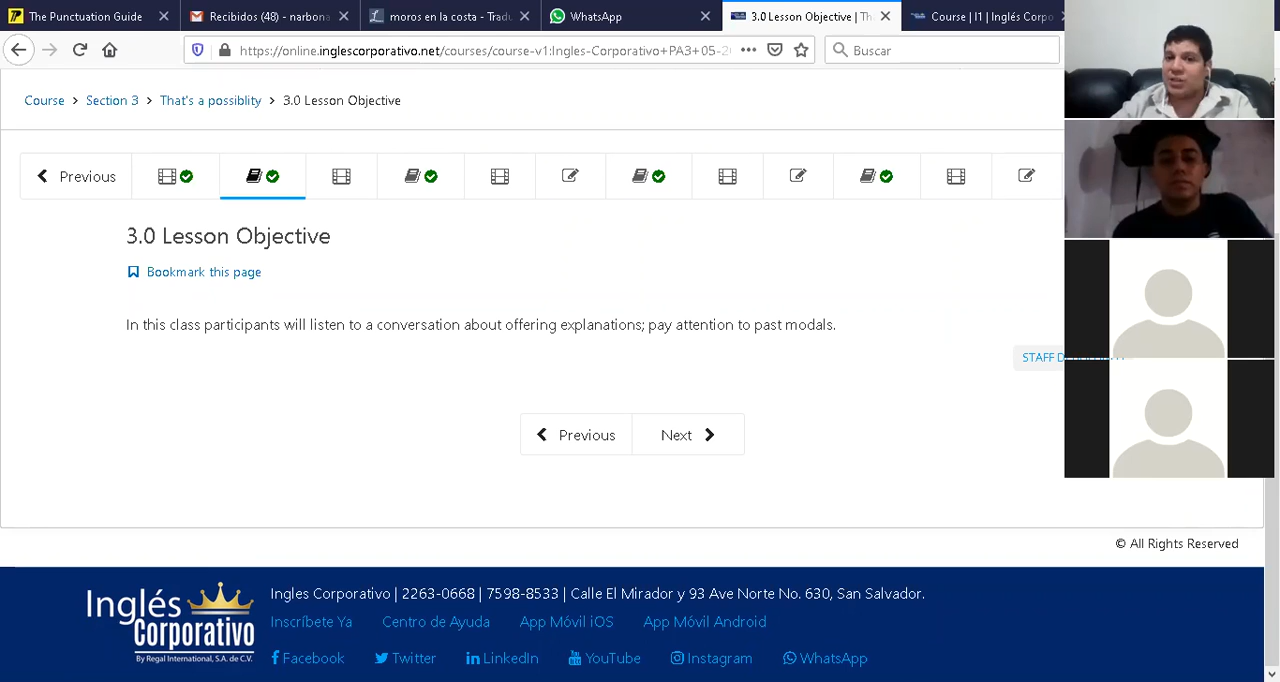 The Punctuation Guide
Recibidos (48) - narbona
moros en la costa - Tradu
WhatsApp
3.0 Lesson Objective | Th
Course | I1 | Inglés Corpo
https://online.inglescorporativo.net/courses/course-v1:Ingles-Corporativo+PA3+05-2
Buscar
Course > Section 3 > That's a possiblity > 3.0 Lesson Objective
Previous
3.0 Lesson Objective
Bookmark this page
In this class participants will listen to a conversation about offering explanations; pay attention to past modals.
STAFF
Previous
Next
© All Rights Reserved
Inglés Corporativo
By Regal International, S.A. de C.V.
Ingles Corporativo | 2263-0668 | 7598-8533 | Calle El Mirador y 93 Ave Norte No. 630, San Salvador.
Inscríbete Ya
Centro de Ayuda
App Móvil iOS
App Móvil Android
Facebook
Twitter
LinkedIn
YouTube
Instagram
WhatsApp